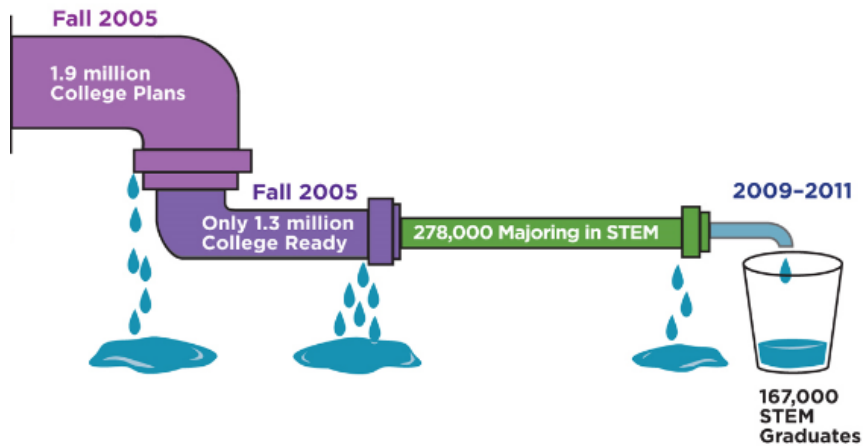 Fall 2005
1.9 million
College Plans
Fall 2005
Only 1.3 million
College Ready
278,000 Majoring in STEM
2009–2011
167,000
STEM
Graduates